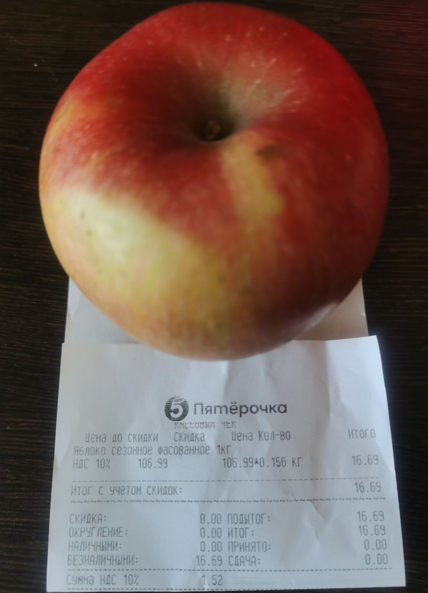 5 Пятёрочка
КАССОВЫЙ ЧЕК
Цена до скидки Скидка Цена Кол-во ИТОГО
Яблоко сезонное фасованное 1кг
НДС 10% 106.99 106.99*0.156 КГ 16.69
ИТОГ С УЧЕТОМ СКИДОК: 16.69
СКИДКА: 0.00 ПОДЫТОГ: 16.69
ОКРУГЛЕНИЕ: 0.00 ИТОГ: 16.69
НАЛИЧНЫМИ: 0.00 ПРИНЯТО: 0.00
БЕЗНАЛИЧНЫМИ: 16.69 СДАЧА: 0.00
Сумма НДС 10% 1.52